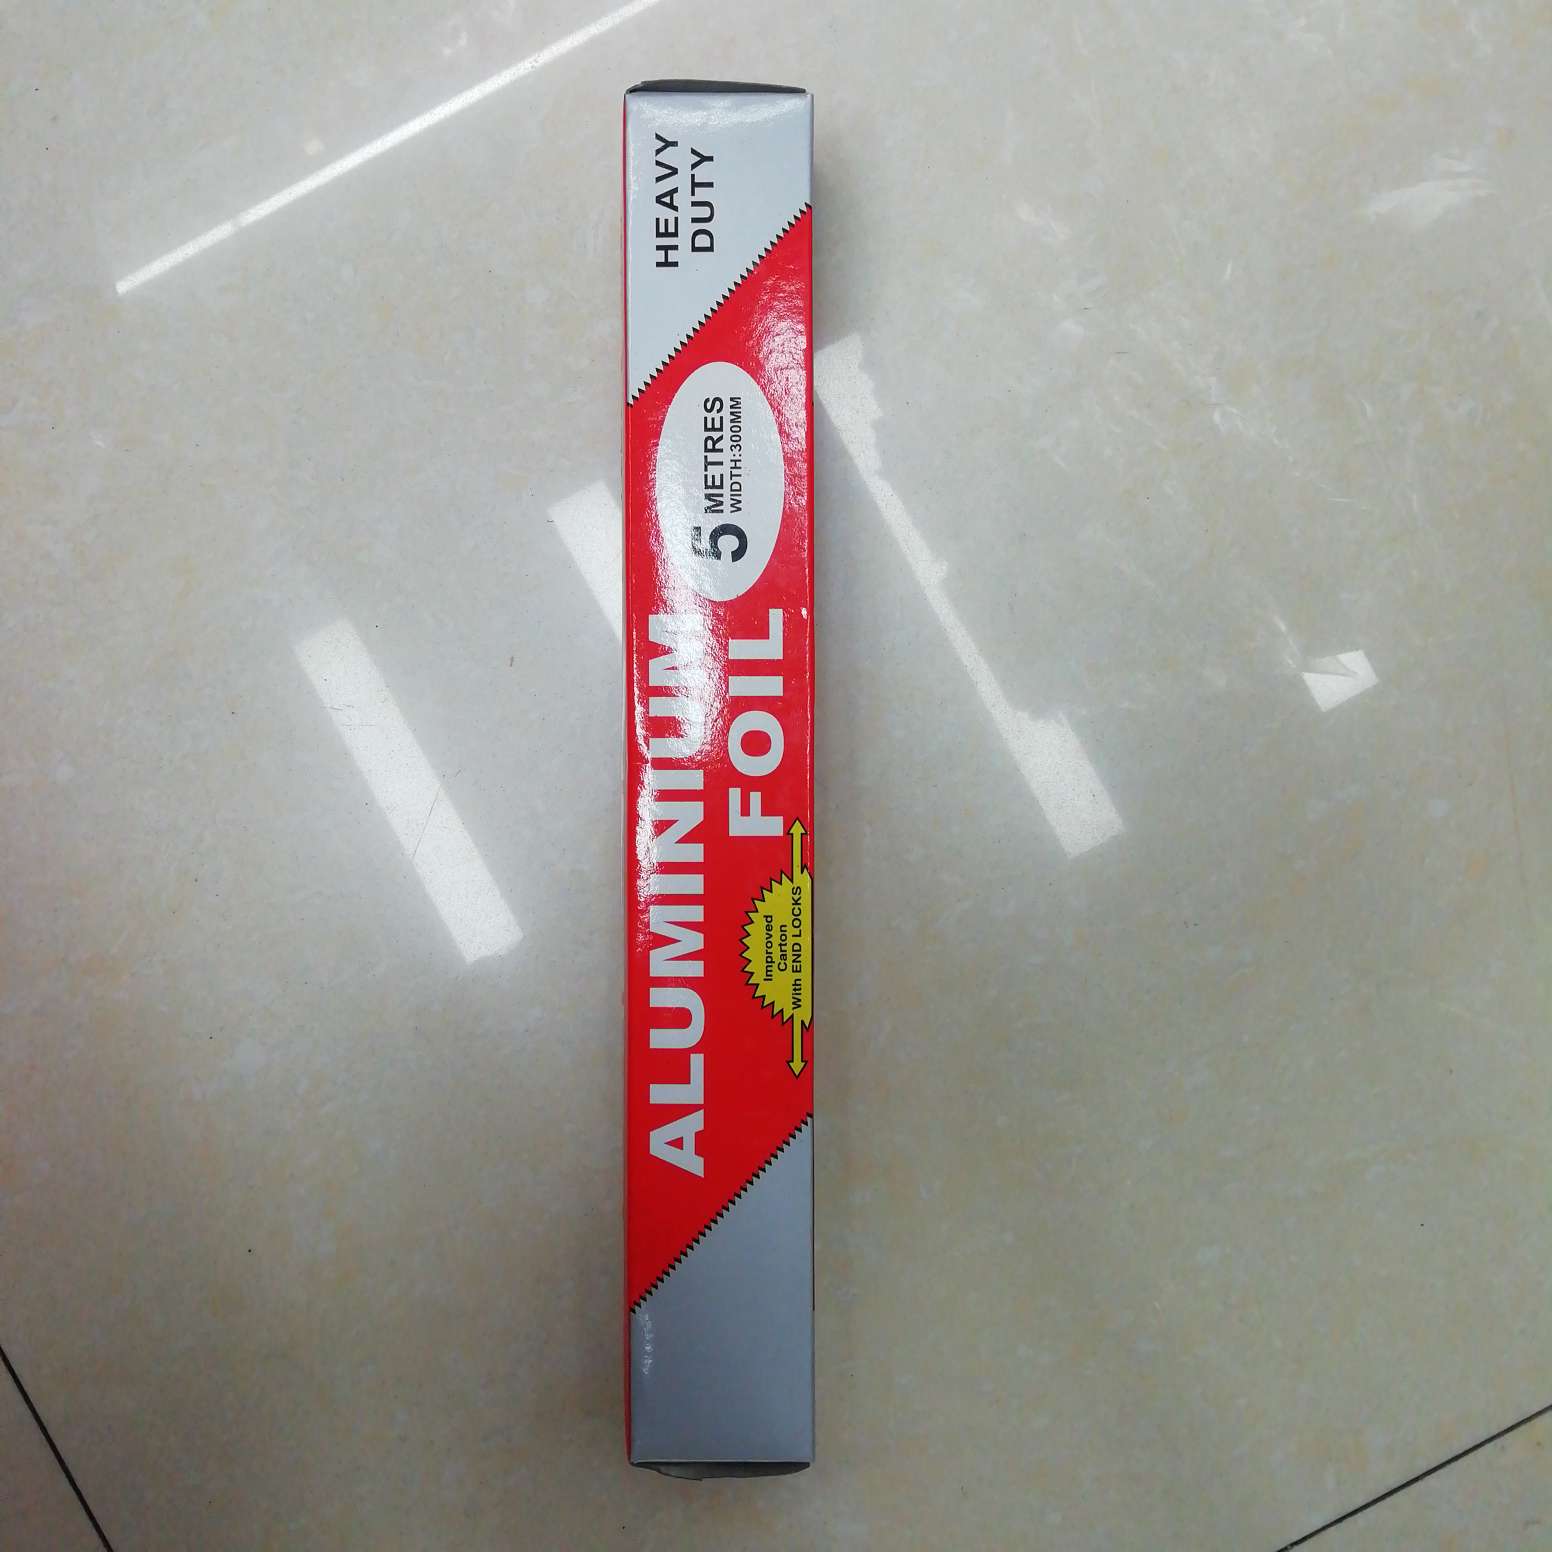 ALUMINIUM
FOIL
5 METRES
WIDTH:300MM
HEAVY
DUTY
Improved
Carton
With END LOCKS